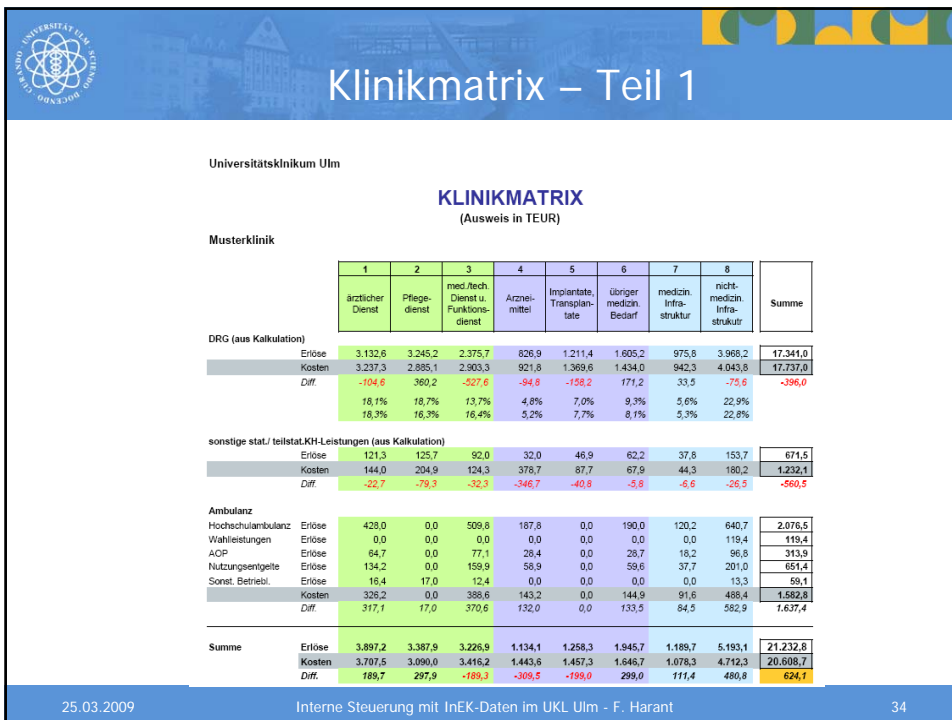 UNIVERSITÄT ULM · SCIENDO · DOCENDO · CURANDO
Klinikmatrix – Teil 1
Universitätsklnikum Ulm
KLINIKMATRIX
(Ausweis in TEUR)
Musterklinik
1 2 3 4 5 6 7 8
ärztlicher Dienst Pflege- dienst med./tech. Dienst u. Funktions- dienst Arznei- mittel Implantate, Transplan- tate übriger medizin. Bedarf medizin. Infra- struktur nicht- medizin. Infra- strukutr Summe
DRG (aus Kalkulation)
Erlöse 3.132,6 3.245,2 2.375,7 826,9 1.211,4 1.605,2 975,8 3.968,2 17.341,0
Kosten 3.237,3 2.885,1 2.903,3 921,8 1.369,6 1.434,0 942,3 4.043,8 17.737,0
Diff. -104,6 360,2 -527,6 -94,8 -158,2 171,2 33,5 -75,6 -396,0
18,1% 18,7% 13,7% 4,8% 7,0% 9,3% 5,6% 22,9%
18,3% 16,3% 16,4% 5,2% 7,7% 8,1% 5,3% 22,8%
sonstige stat./ teilstat.KH-Leistungen (aus Kalkulation)
Erlöse 121,3 125,7 92,0 32,0 46,9 62,2 37,8 153,7 671,5
Kosten 144,0 204,9 124,3 378,7 87,7 67,9 44,3 180,2 1.232,1
Diff. -22,7 -79,3 -32,3 -346,7 -40,8 -5,8 -6,6 -26,5 -560,5
Ambulanz
Hochschulambulanz Erlöse 428,0 0,0 509,8 187,8 0,0 190,0 120,2 640,7 2.076,5
Wahlleistungen Erlöse 0,0 0,0 0,0 0,0 0,0 0,0 0,0 119,4 119,4
AOP Erlöse 64,7 0,0 77,1 28,4 0,0 28,7 18,2 96,8 313,9
Nutzungsentgelte Erlöse 134,2 0,0 159,9 58,9 0,0 59,6 37,7 201,0 651,4
Sonst. Betriebl. Erlöse 16,4 17,0 12,4 0,0 0,0 0,0 0,0 13,3 59,1
Kosten 326,2 0,0 388,6 143,2 0,0 144,9 91,6 488,4 1.582,8
Diff. 317,1 17,0 370,6 132,0 0,0 133,5 84,5 582,9 1.637,4
Summe Erlöse 3.897,2 3.387,9 3.226,9 1.134,1 1.258,3 1.945,7 1.189,7 5.193,1 21.232,8
Kosten 3.707,5 3.090,0 3.416,2 1.443,6 1.457,3 1.646,7 1.078,3 4.712,3 20.608,7
Diff. 189,7 297,9 -189,3 -309,5 -199,0 299,0 111,4 480,8 624,1
25.03.2009 Interne Steuerung mit InEK-Daten im UKL Ulm - F. Harant 34